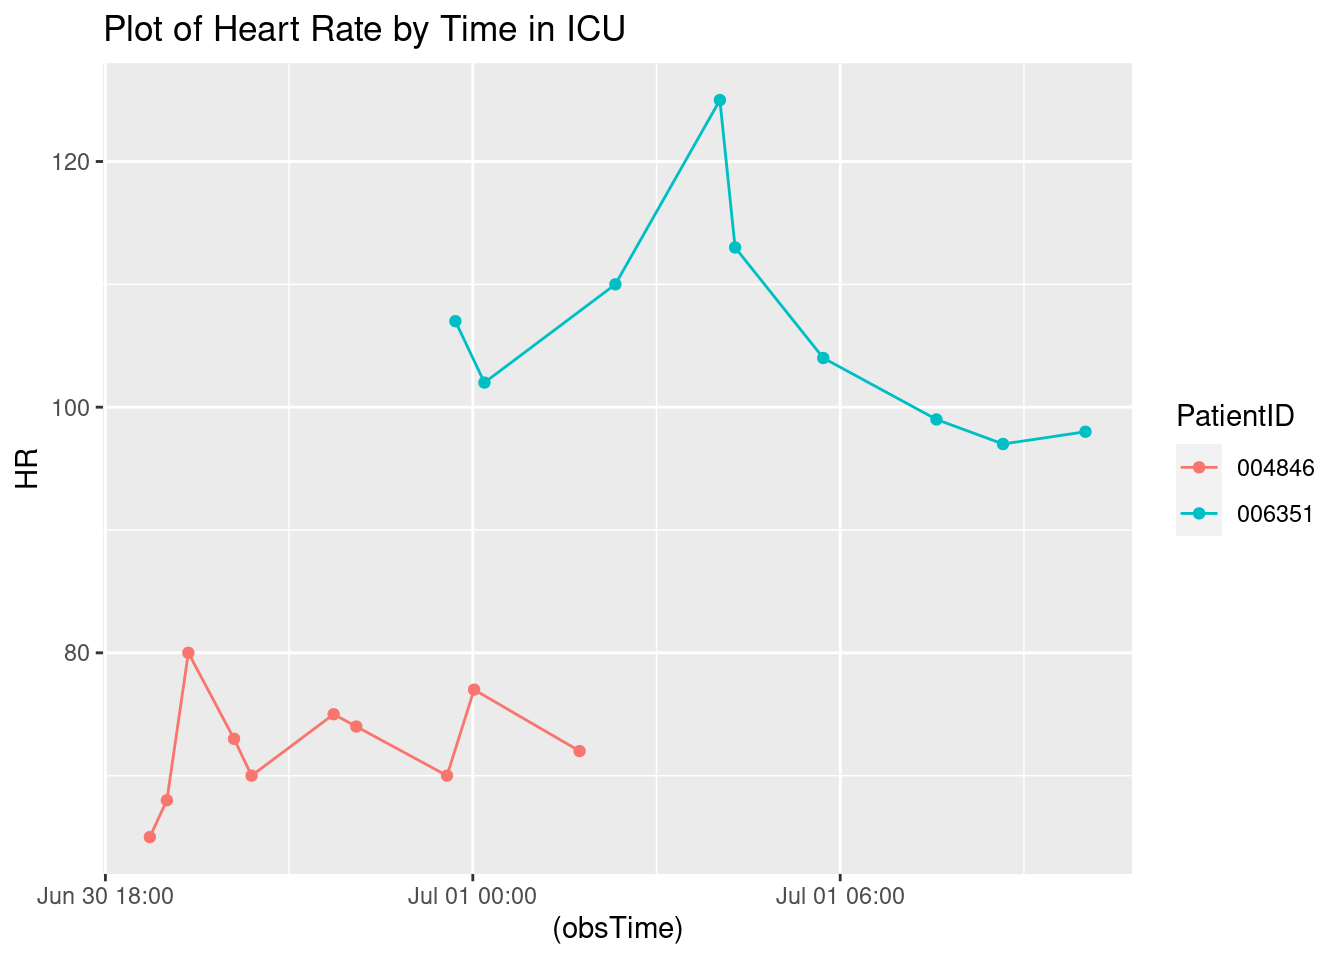 Plot of Heart Rate by Time in ICU
120
100
80
HR
Jun 30 18:00
Jul 01 00:00
Jul 01 06:00
(obsTime)
PatientID
004846
006351